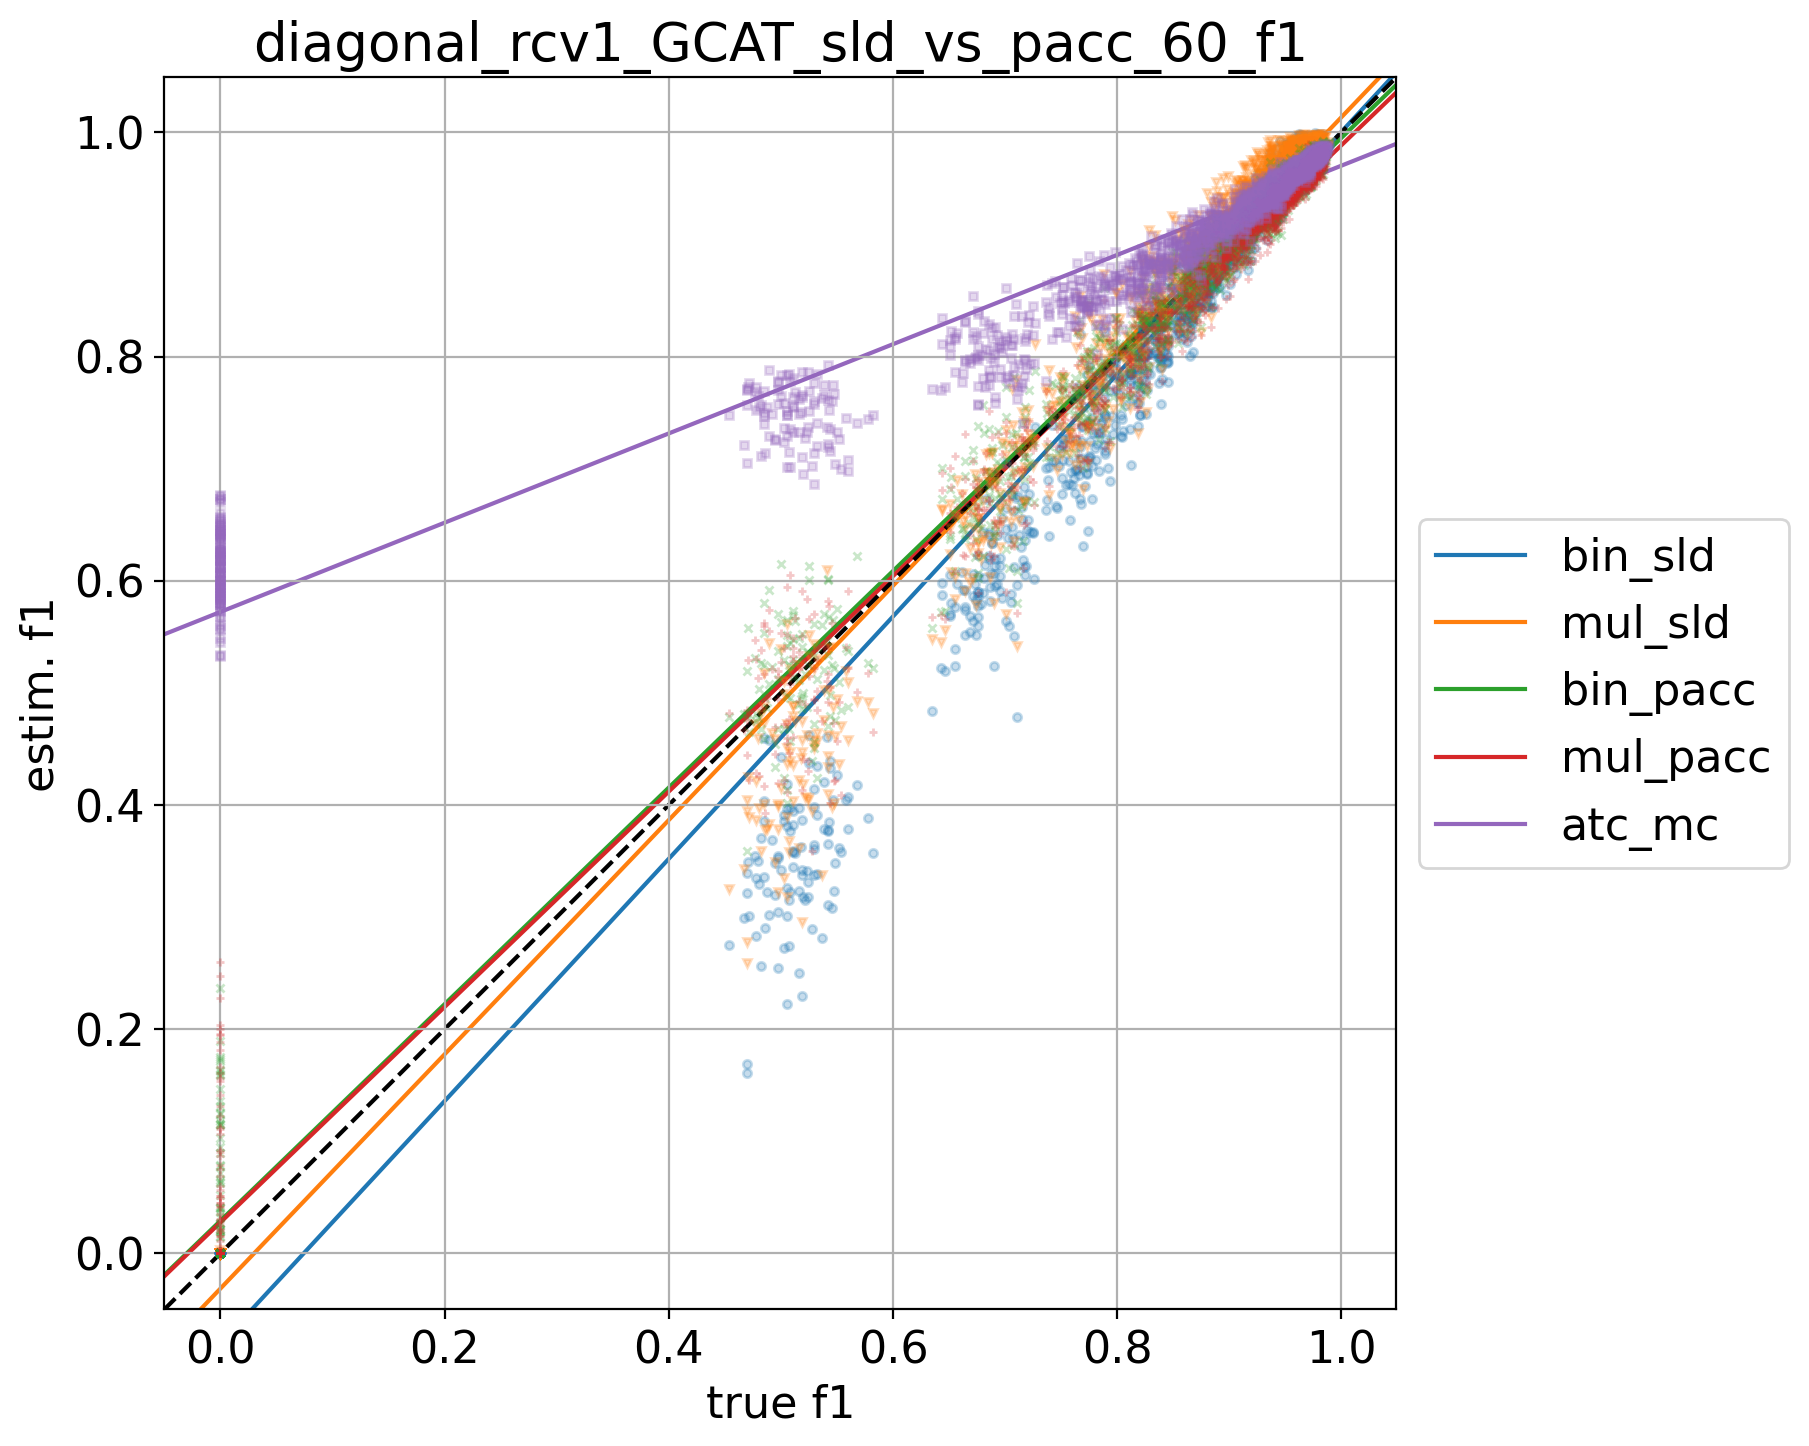 diagonal_rcv1_GCAT_sld_vs_pacc_60_f1
1.0
0.8
0.6
0.4
0.2
0.0
estim. f1
0.0 0.2 0.4 0.6 0.8 1.0
true f1
bin_sld
mul_sld
bin_pacc
mul_pacc
atc_mc